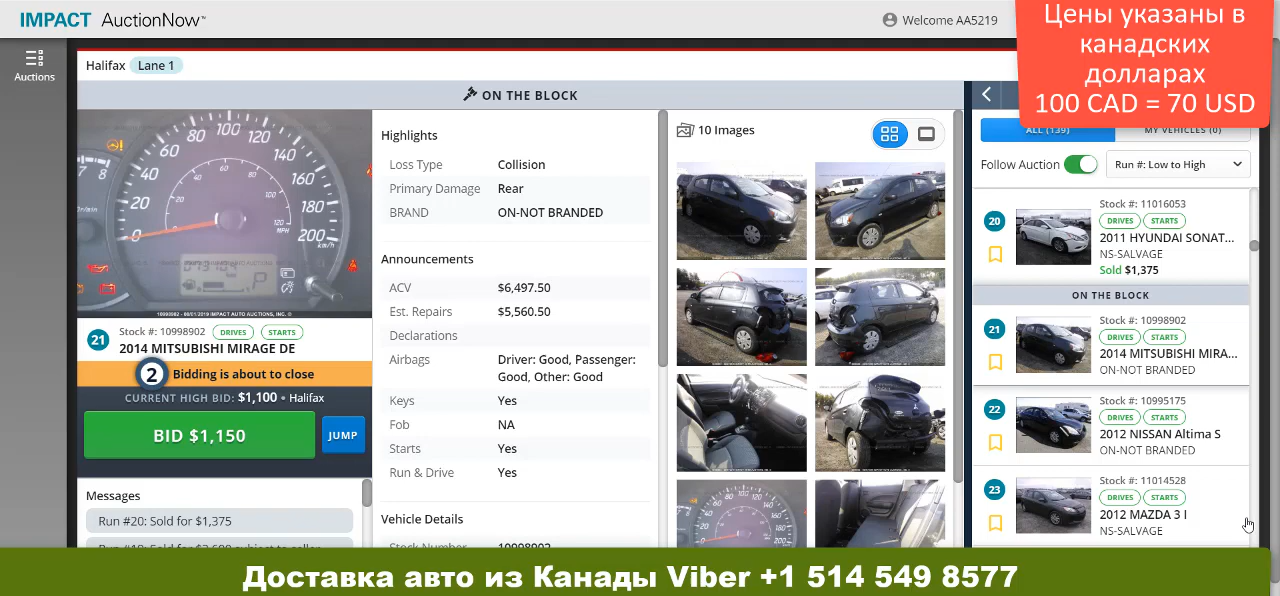 IMPACT AuctionNow™
Welcome AA5219
Цены указаны в
канадских
долларах
100 CAD = 70 USD
Auctions
Halifax Lane 1
ON THE BLOCK
21
Stock #: 10998902 DRIVES STARTS
2014 MITSUBISHI MIRAGE DE
2 Bidding is about to close
CURRENT HIGH BID: $1,100 • Halifax
BID $1,150
JUMP
Messages
Run #20: Sold for $1,375
Highlights
Loss Type Collision
Primary Damage Rear
BRAND ON-NOT BRANDED
Announcements
ACV $6,497.50
Est. Repairs $5,560.50
Declarations
Airbags Driver: Good, Passenger:
Good, Other: Good
Keys Yes
Fob NA
Starts Yes
Run & Drive Yes
Vehicle Details
Stock Number 10998902
10 Images
ALL (139) MY VEHICLES (0)
Follow Auction Run #: Low to High
20
Stock #: 11016053
DRIVES STARTS
2011 HYUNDAI SONAT...
NS-SALVAGE
Sold $1,375
ON THE BLOCK
21
Stock #: 10998902
DRIVES STARTS
2014 MITSUBISHI MIRA...
ON-NOT BRANDED
22
Stock #: 10995175
DRIVES STARTS
2012 NISSAN Altima S
ON-NOT BRANDED
23
Stock #: 11014528
DRIVES STARTS
2012 MAZDA 3 I
NS-SALVAGE
Доставка авто из Канады Viber +1 514 549 8577